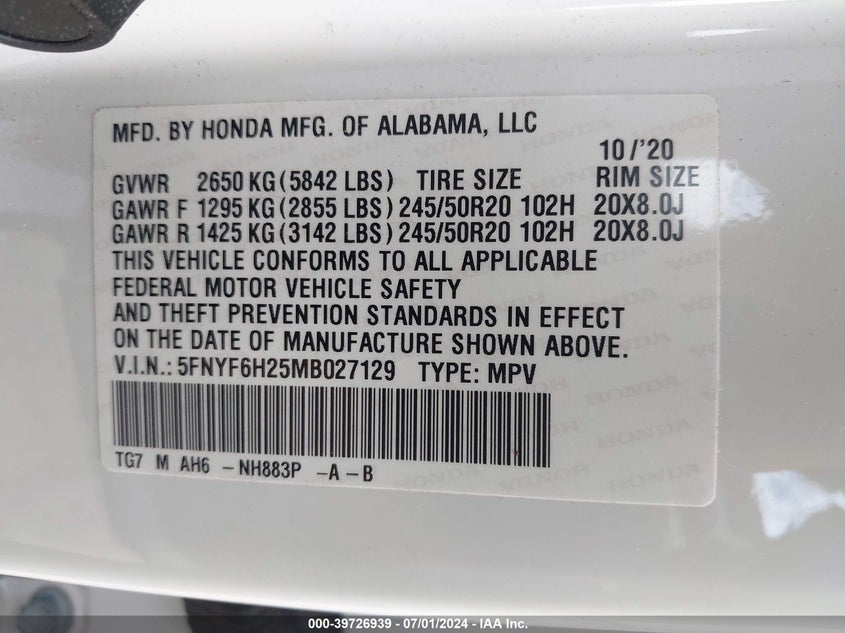 MFD. BY HONDA MFG. OF ALABAMA, LLC
10/'20
GVWR 2650 KG (5842 LBS) TIRE SIZE RIM SIZE
GAWR F 1295 KG (2855 LBS) 245/50R20 102H 20X8.0J
GAWR R 1425 KG (3142 LBS) 245/50R20 102H 20X8.0J
THIS VEHICLE CONFORMS TO ALL APPLICABLE
FEDERAL MOTOR VEHICLE SAFETY
AND THEFT PREVENTION STANDARDS IN EFFECT
ON THE DATE OF MANUFACTURE SHOWN ABOVE.
V.I.N.: 5FNYF6H25MB027129 TYPE: MPV
TG7 M AH6 -NH883P -A-B
000-39726939 - 07/01/2024 - IAA Inc.